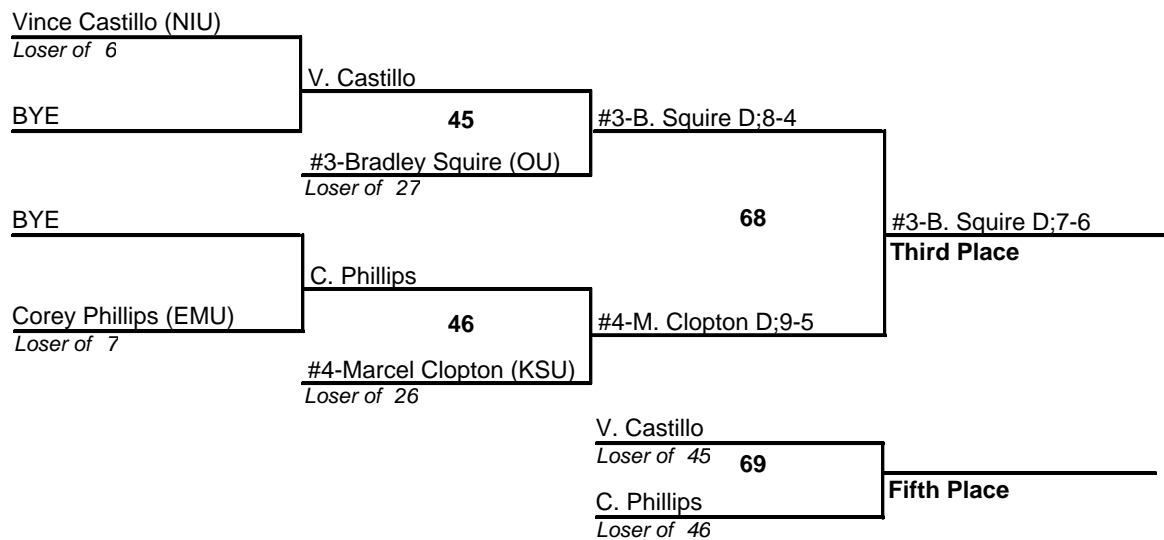 Vince Castillo (NIU)
Loser of 6
V. Castillo
BYE
45
#3-B. Squire D;8-4
#3-Bradley Squire (OU)
Loser of 27
BYE
68
#3-B. Squire D;7-6
Third Place
C. Phillips
Corey Phillips (EMU)
Loser of 7
46
#4-M. Clopton D;9-5
#4-Marcel Clopton (KSU)
Loser of 26
V. Castillo
Loser of 45
69
Fifth Place
C. Phillips
Loser of 46